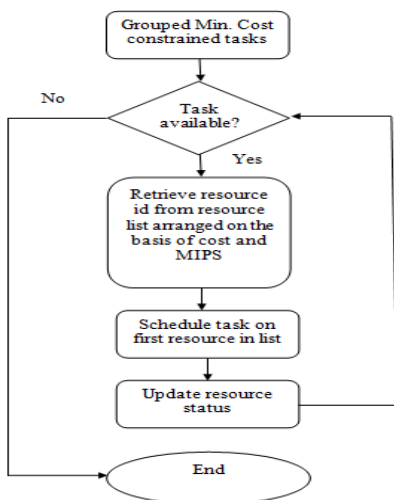 Grouped Min. Cost
constrained tasks
No
Task
available?
Yes
Retrieve resource
id from resource
list arranged on the
basis of cost and
MIPS
Schedule task on
first resource in list
Update resource
status
End